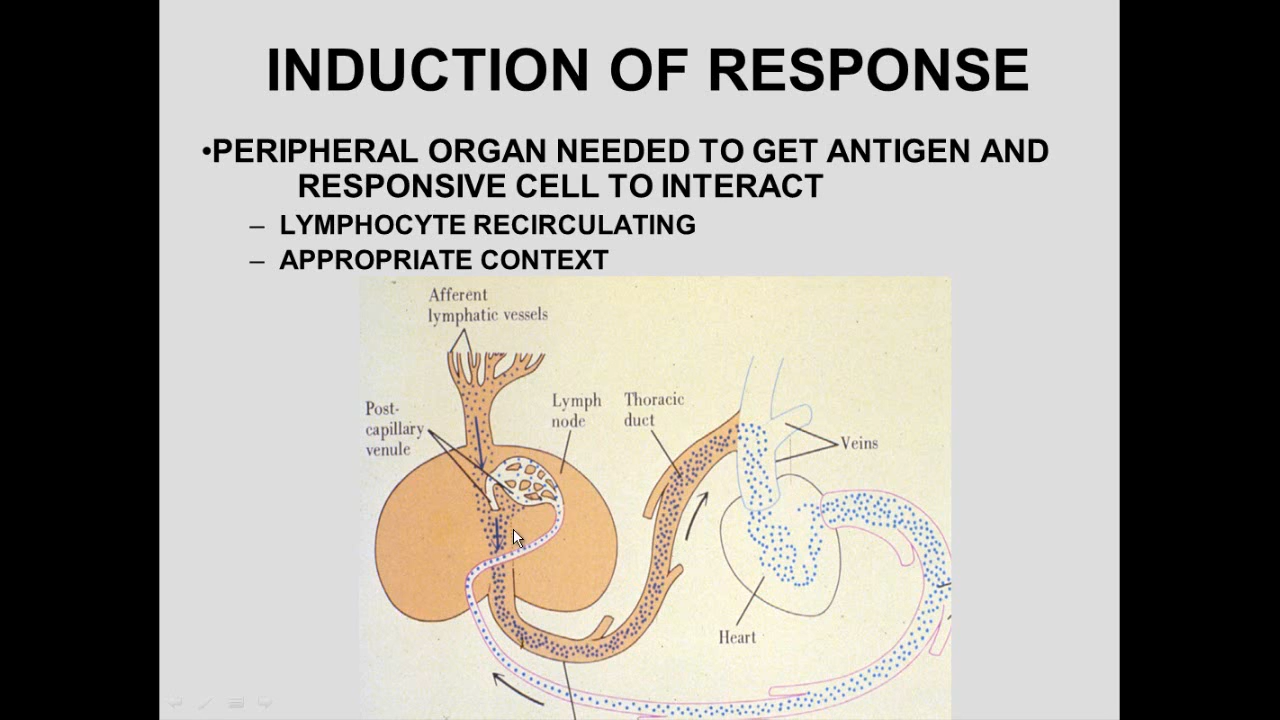 INDUCTION OF RESPONSE
•PERIPHERAL ORGAN NEEDED TO GET ANTIGEN AND
RESPONSIVE CELL TO INTERACT
– LYMPHOCYTE RECIRCULATING
– APPROPRIATE CONTEXT
Afferent
lymphatic vessels
Post-
capillary
venule
Lymph
node
Thoracic
duct
Veins
Heart